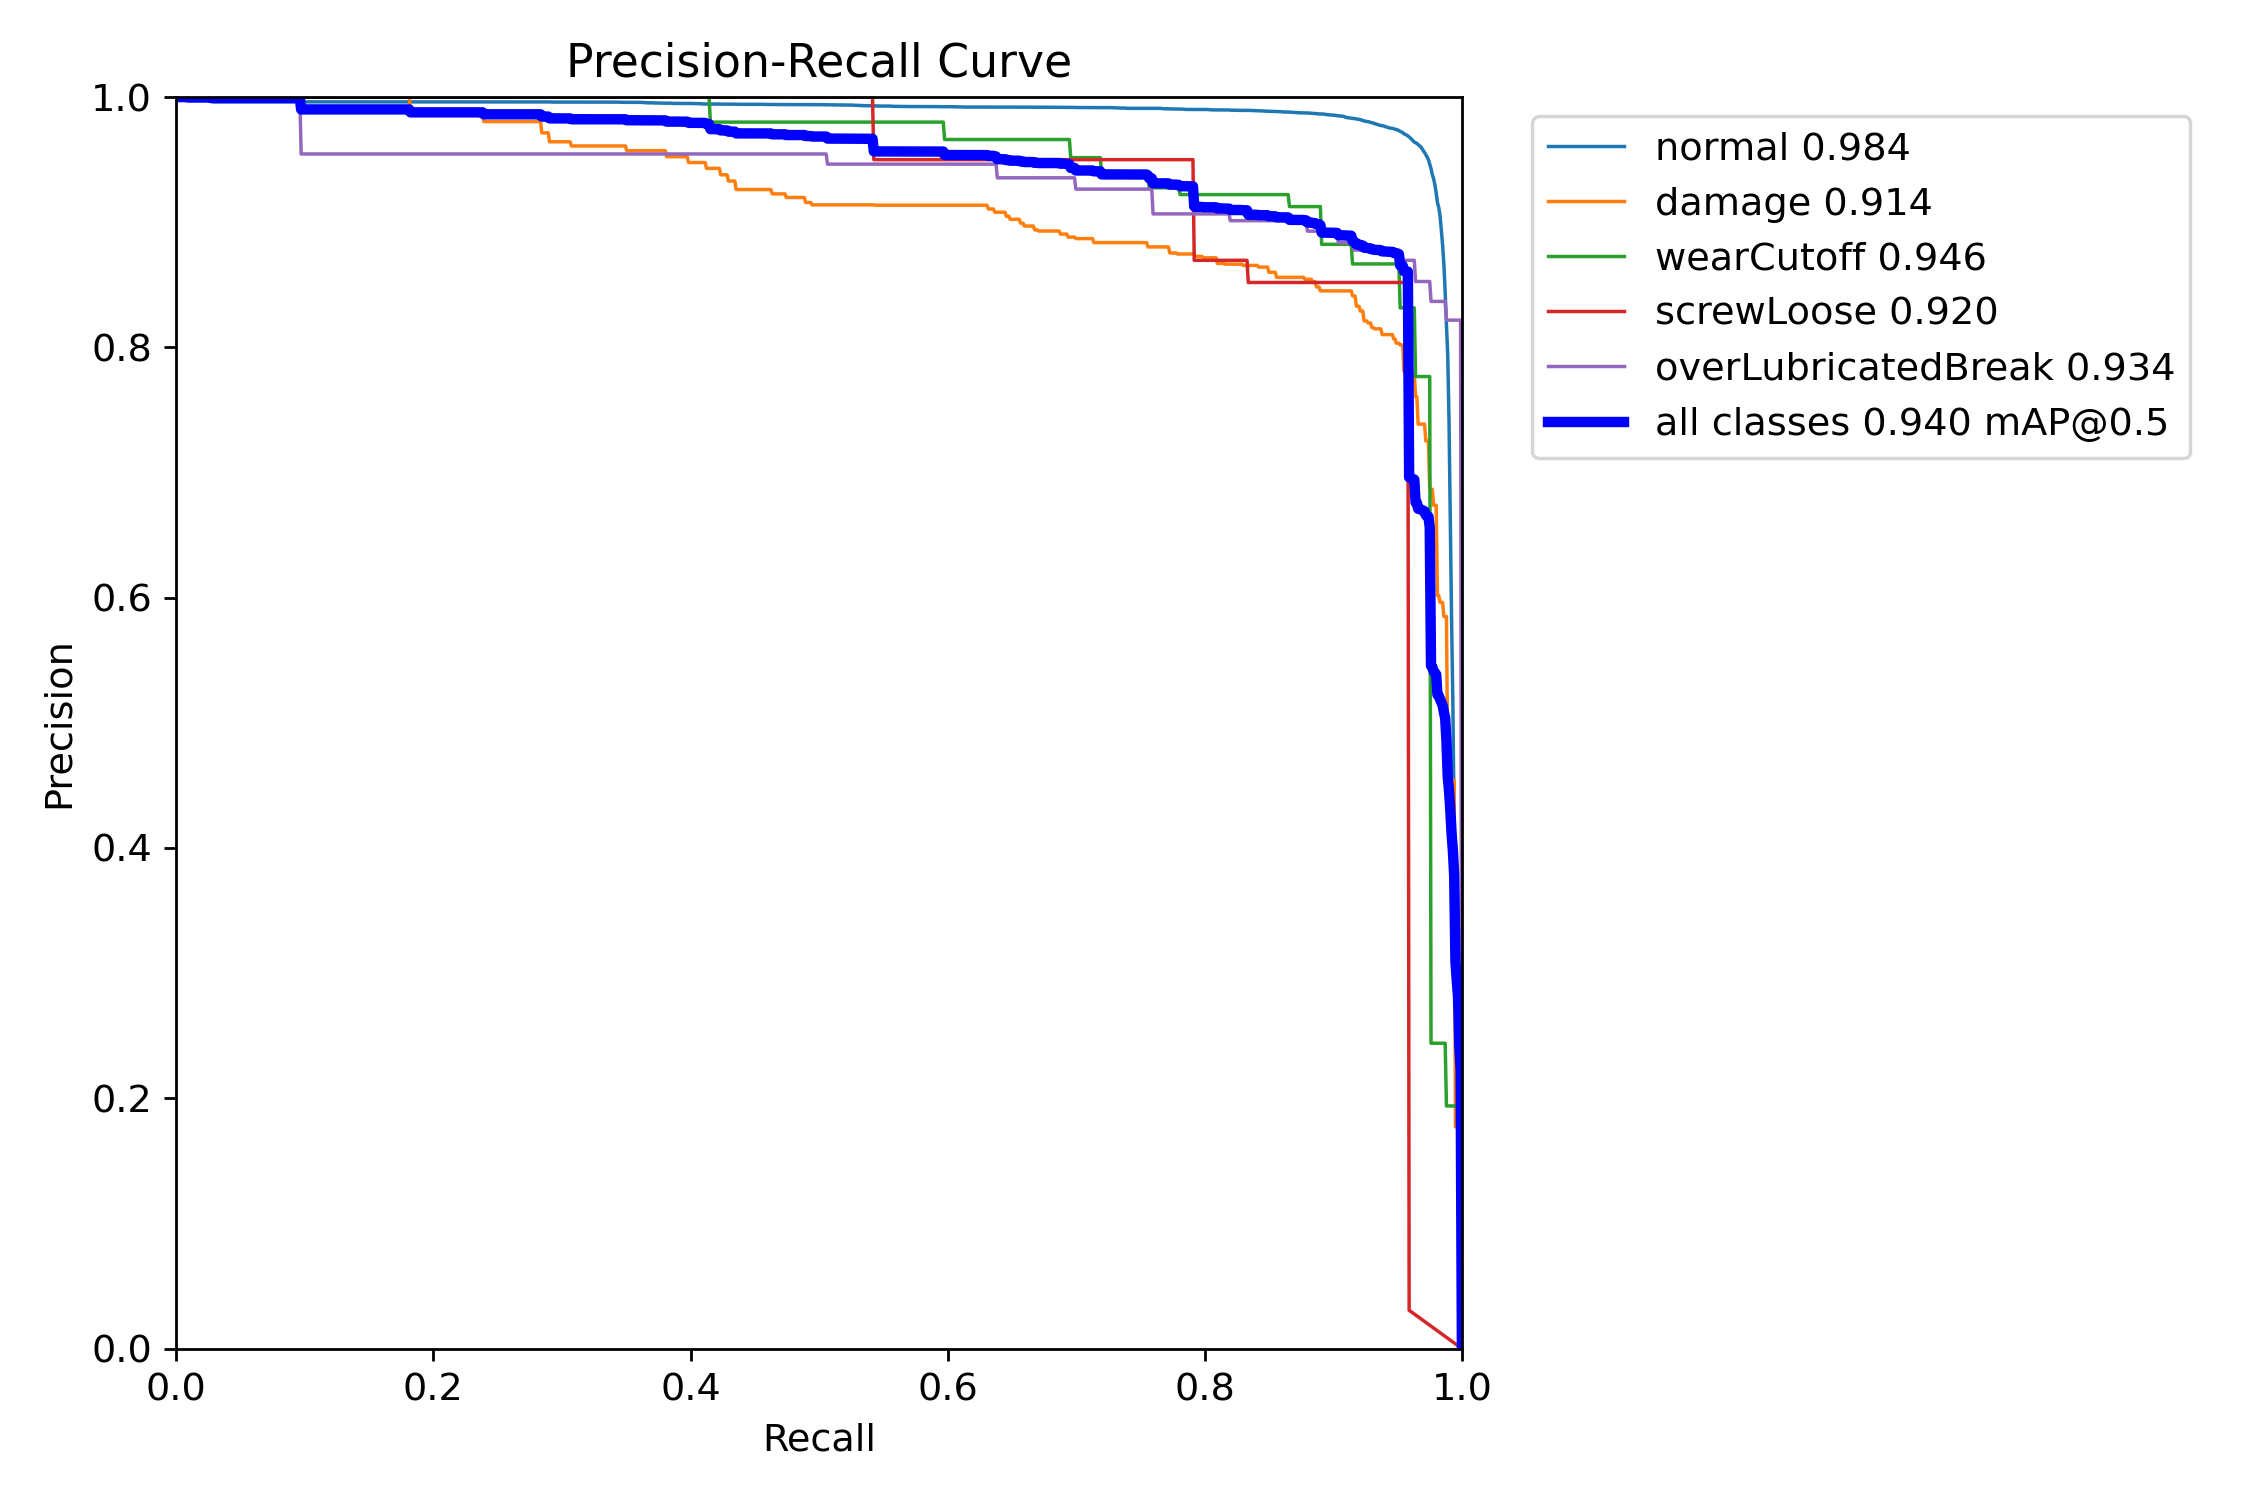 Precision-Recall Curve
1.0
0.8
0.6
0.4
0.2
0.0
Precision
0.0 0.2 0.4 0.6 0.8 1.0
Recall
normal 0.984
damage 0.914
wearCutoff 0.946
screwLoose 0.920
overLubricatedBreak 0.934
all classes 0.940 mAP@0.5